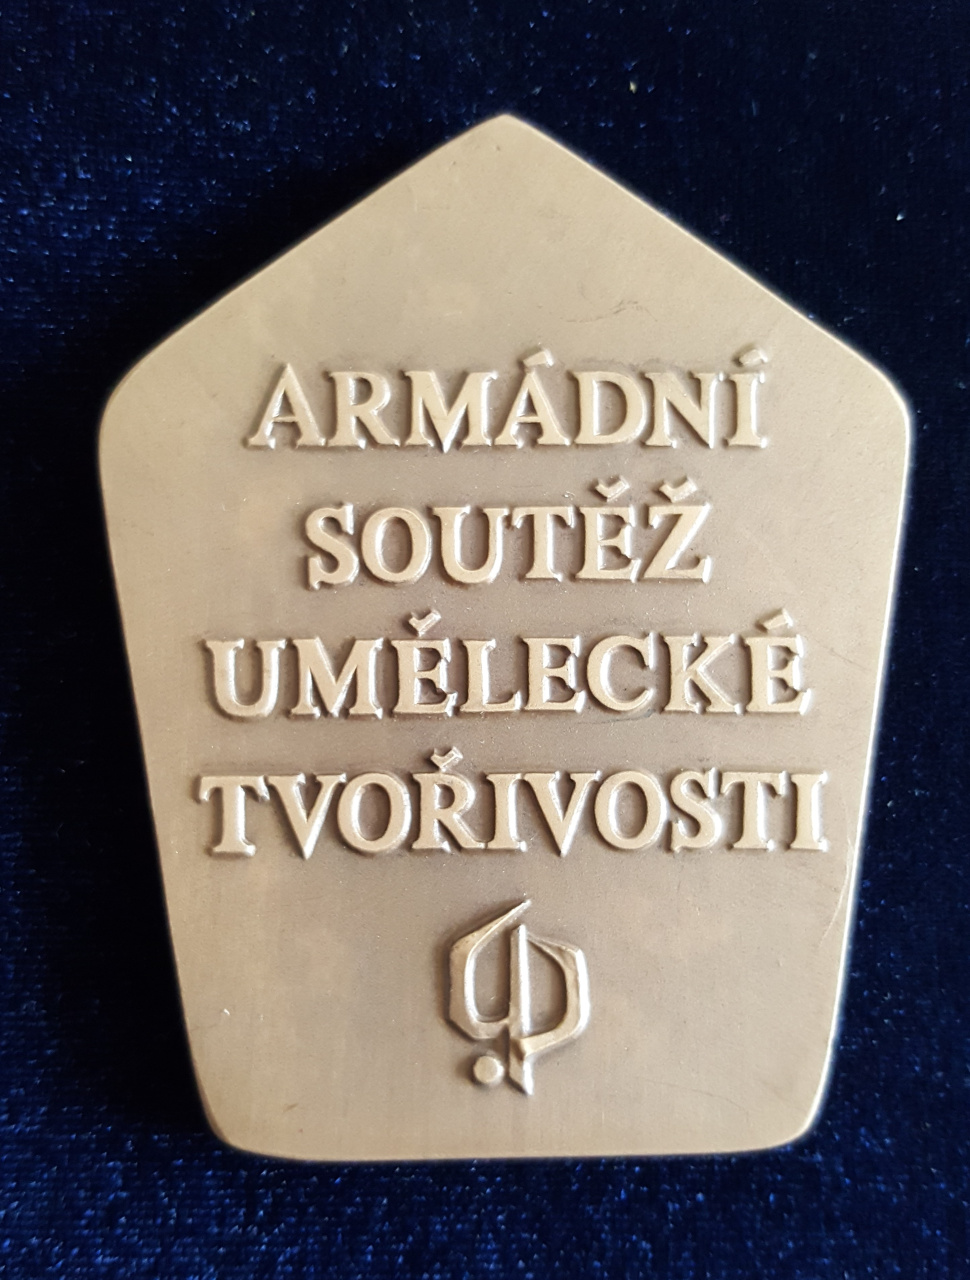 ARMÁDNÍ
SOUTĚŽ
UMĚLECKÉ
TVOŘIVOSTI